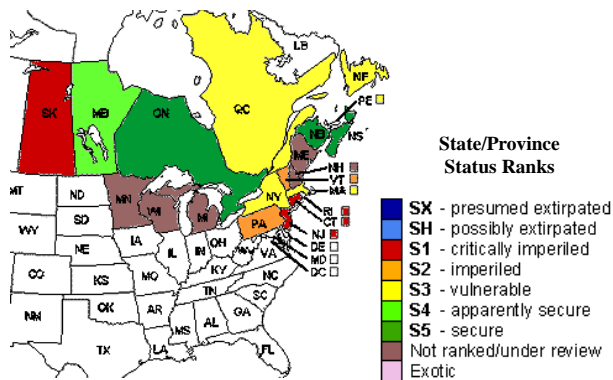 LB
NF
SK
MB
ON
QC
PE
NB
NS
ME
NH
VT
MA
NY
RI
CT
NJ
DE
MD
DC
PA
MT
ND
MN
WI
MI
SD
WY
IA
NE
IL
IN
OH
WV
VA
CO
KS
MO
KY
NC
TN
NM
OK
AR
SC
MS
AL
GA
TX
LA
FL
State/Province
Status Ranks
SX - presumed extirpated
SH - possibly extirpated
S1 - critically imperiled
S2 - imperiled
S3 - vulnerable
S4 - apparently secure
S5 - secure
Not ranked/under review
Exotic